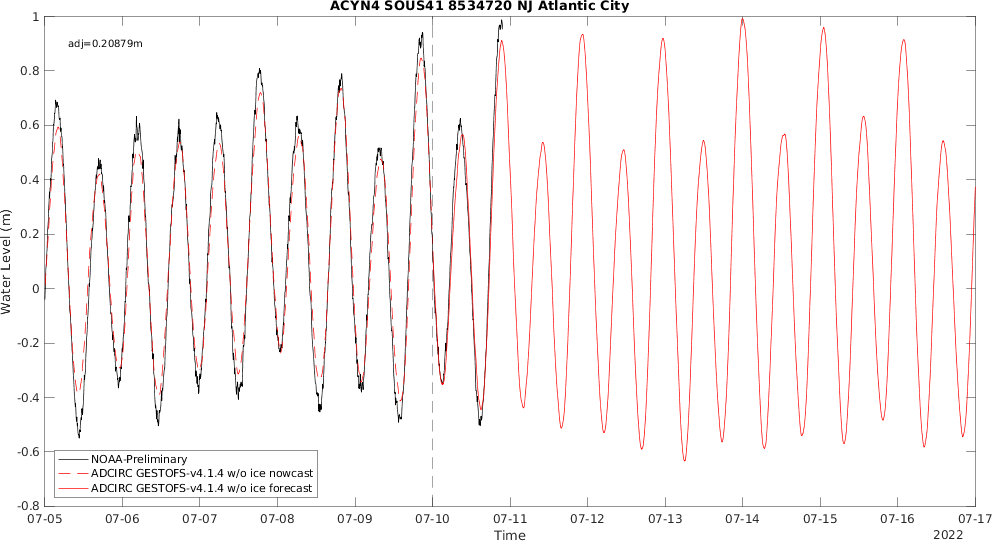 ACYN4 SOUS41 8534720 NJ Atlantic City
adj=0.20879m
1
0.8
0.6
0.4
0.2
0
-0.2
-0.4
-0.6
-0.8
Water Level (m)
NOAA-Preliminary
ADCIRC GESTOFS-v4.1.4 w/o ice nowcast
ADCIRC GESTOFS-v4.1.4 w/o ice forecast
07-05 07-06 07-07 07-08 07-09 07-10 07-11 07-12 07-13 07-14 07-15 07-16 07-17
Time
2022